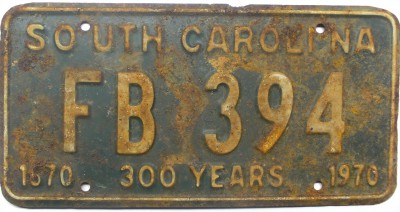 SOUTH CAROLINA
FB 394
1670 300 YEARS 1970